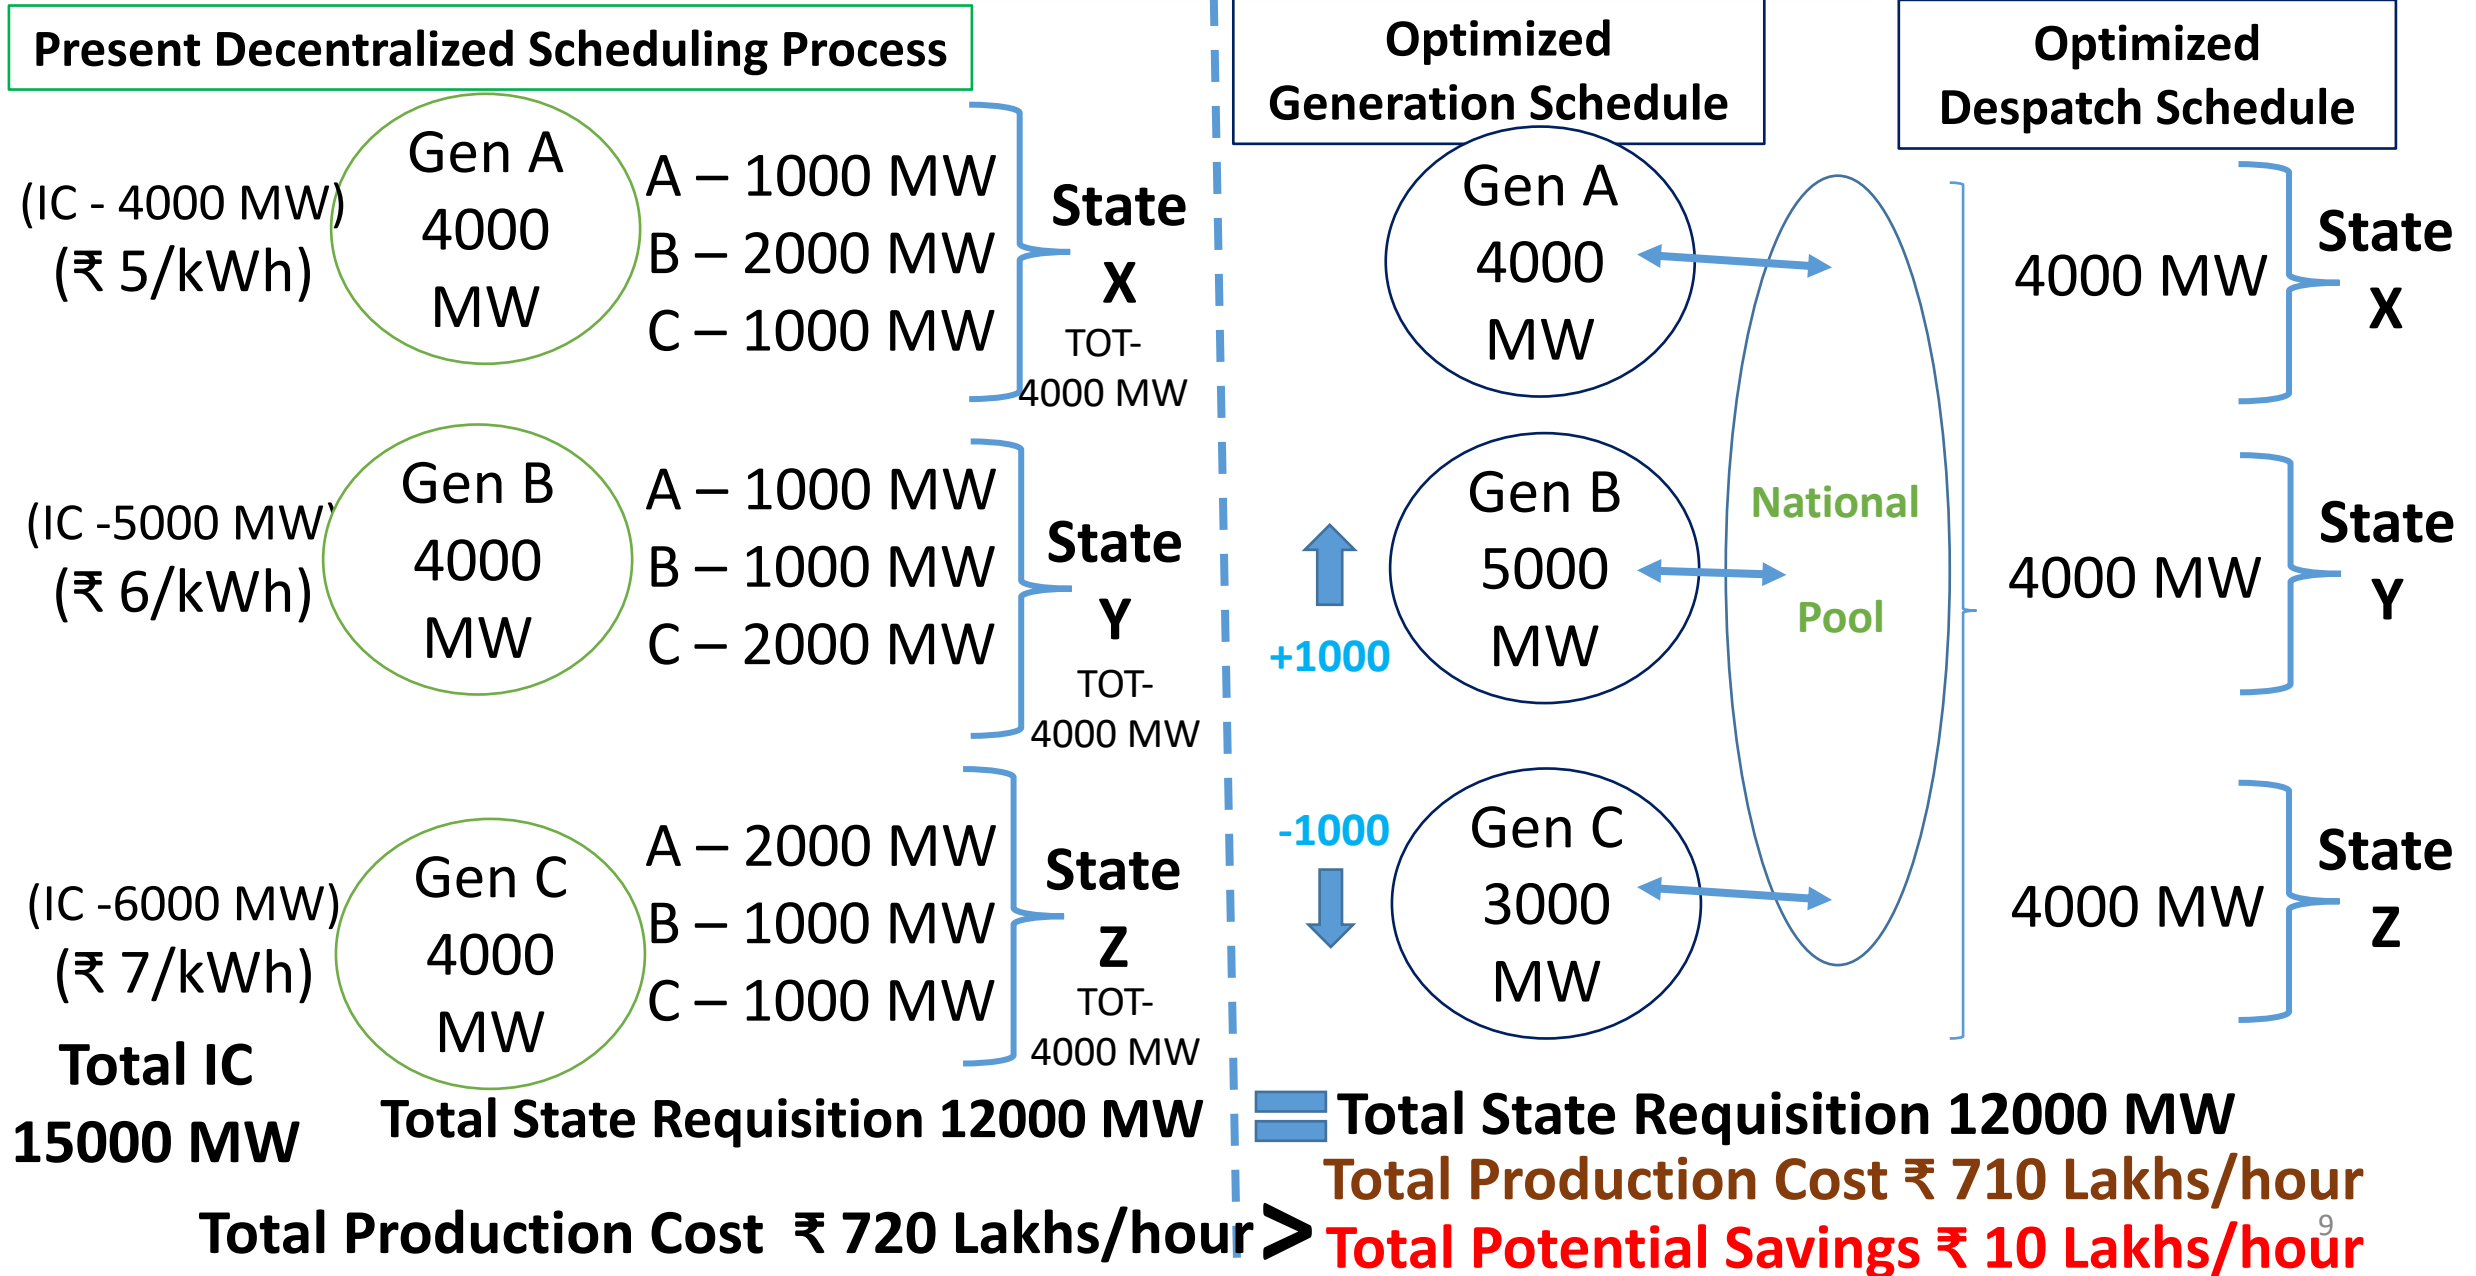 Present Decentralized Scheduling Process
(IC - 4000 MW)
(₹ 5/kWh)
Gen A
4000
MW
A – 1000 MW
B – 2000 MW
C – 1000 MW
State
X
TOT-
4000 MW
(IC -5000 MW)
(₹ 6/kWh)
Gen B
4000
MW
A – 1000 MW
B – 1000 MW
C – 2000 MW
State
Y
TOT-
4000 MW
(IC -6000 MW)
(₹ 7/kWh)
Gen C
4000
MW
A – 2000 MW
B – 1000 MW
C – 1000 MW
State
Z
TOT-
4000 MW
Total IC
15000 MW
Total State Requisition 12000 MW
Total Production Cost ₹ 720 Lakhs/hour
>
Optimized
Generation Schedule
Gen A
4000
MW
+1000
Gen B
5000
MW
-1000
Gen C
3000
MW
National
Pool
Optimized
Despatch Schedule
4000 MW
State
X
4000 MW
State
Y
4000 MW
State
Z
Total State Requisition 12000 MW
Total Production Cost ₹ 710 Lakhs/hour
Total Potential Savings ₹ 10 Lakhs/hour
9